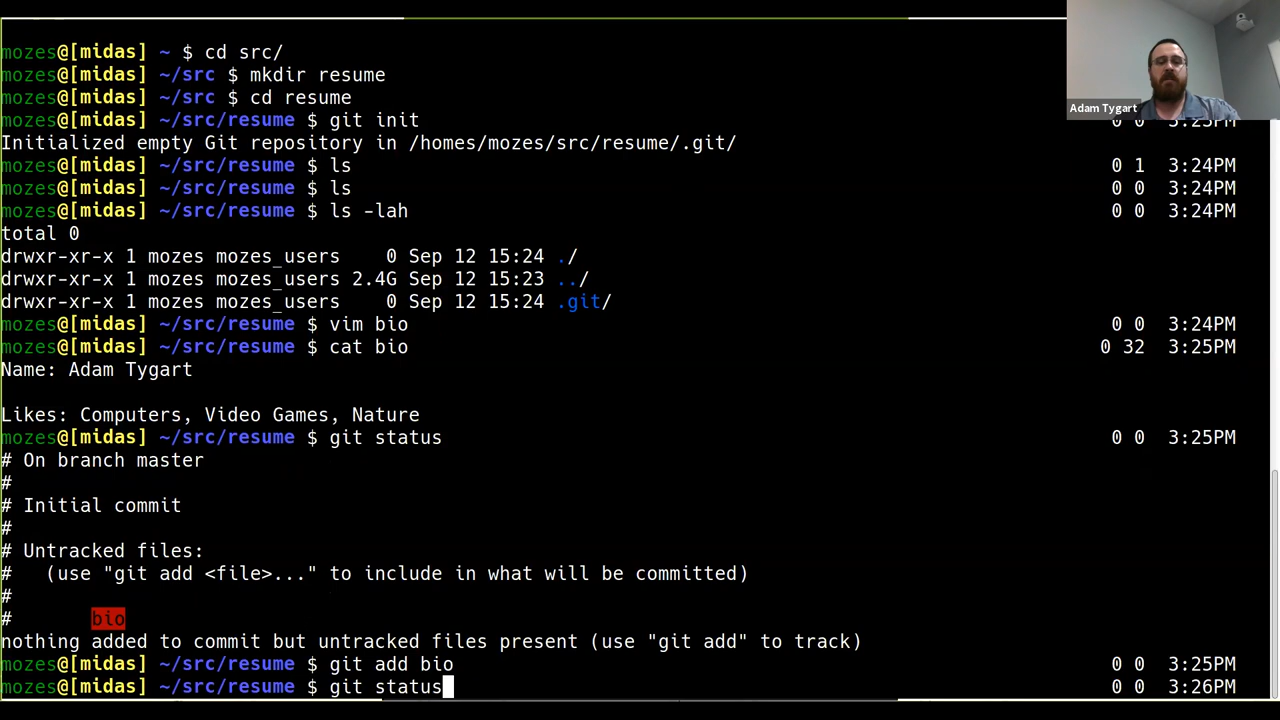 mozes@[midas] ~ $ cd src/
mozes@[midas] ~/src $ mkdir resume
mozes@[midas] ~/src $ cd resume
Adam Tygart
mozes@[midas] ~/src/resume $ git init 0 0 3:23PM
Initialized empty Git repository in /homes/mozes/src/resume/.git/
mozes@[midas] ~/src/resume $ ls 0 1 3:24PM
mozes@[midas] ~/src/resume $ ls 0 0 3:24PM
mozes@[midas] ~/src/resume $ ls -lah 0 0 3:24PM
total 0
drwxr-xr-x 1 mozes mozes_users 0 Sep 12 15:24 ./
drwxr-xr-x 1 mozes mozes_users 2.4G Sep 12 15:23 ../
drwxr-xr-x 1 mozes mozes_users 0 Sep 12 15:24 .git/
mozes@[midas] ~/src/resume $ vim bio 0 0 3:24PM
mozes@[midas] ~/src/resume $ cat bio 0 32 3:25PM
Name: Adam Tygart
Likes: Computers, Video Games, Nature
mozes@[midas] ~/src/resume $ git status 0 0 3:25PM
# On branch master
#
# Initial commit
#
# Untracked files:
# (use "git add <file>..." to include in what will be committed)
#
# bio
nothing added to commit but untracked files present (use "git add" to track)
mozes@[midas] ~/src/resume $ git add bio 0 0 3:25PM
mozes@[midas] ~/src/resume $ git status 0 0 3:26PM